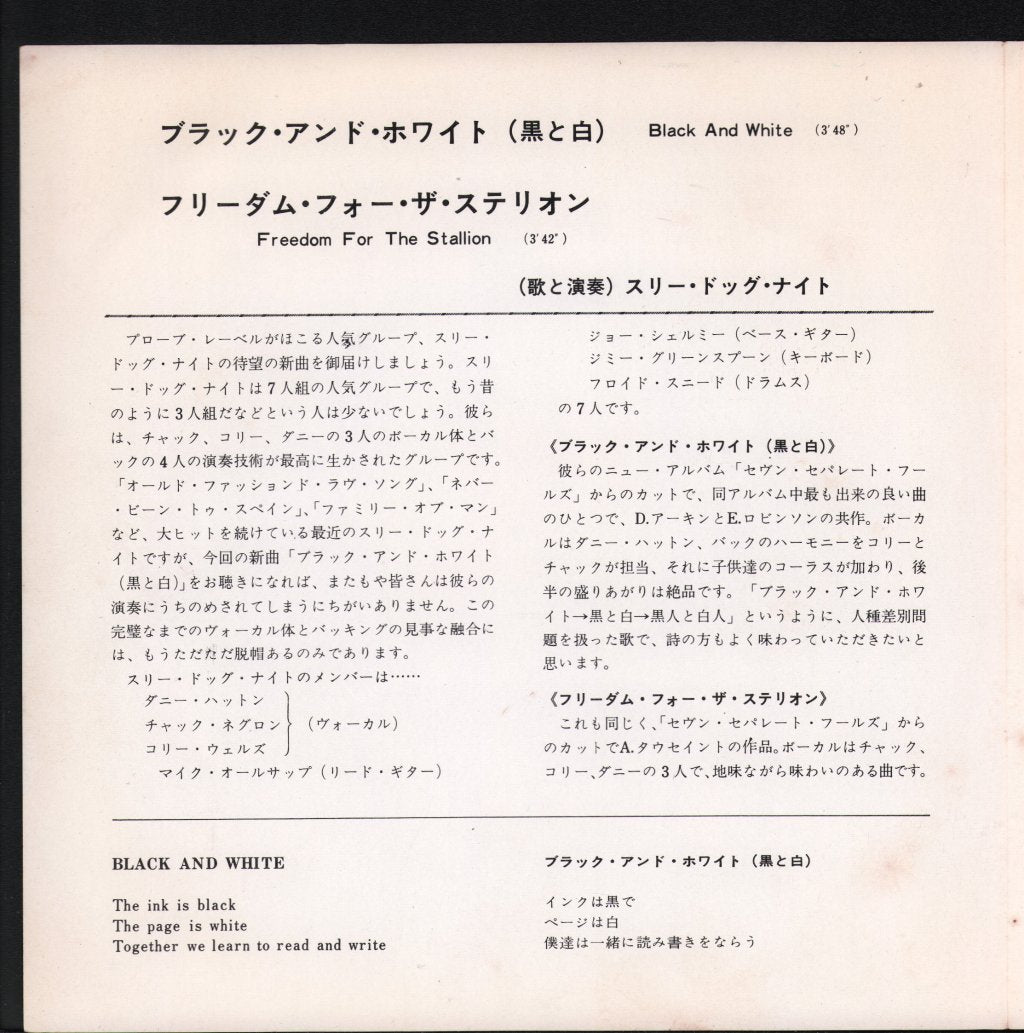 ブラック・アンド・ホワイト（黒と白） Black And White （3′48″）
フリーダム・フォー・ザ・ステリオン
Freedom For The Stallion （3′42″）
（歌と演奏）スリー・ドッグ・ナイト
プローブ・レーベルがほこる人気グループ、スリー・
ドッグ・ナイトの待望の新曲を御届けしましょう。スリ
ー・ドッグ・ナイトは7人組の人気グループで、もう昔
のように3人組だなどという人は少ないでしょう。彼ら
は、チャック、コリー、ダニーの3人のボーカル体とバ
ックの4人の演奏技術が最高に生かされたグループです。
「オールド・ファッションド・ラヴ・ソング」、「ネバー
・ビーン・トゥ・スペイン」、「ファミリー・オブ・マン」
など、大ヒットを続けている最近のスリー・ドッグ・ナ
イトですが、今回の新曲「ブラック・アンド・ホワイト
（黒と白）」をお聴きになれば、またもや皆さんは彼らの
演奏にうちのめされてしまうにちがいありません。この
完璧なまでのヴォーカル体とバッキングの見事な融合に
は、もうただただ脱帽あるのみであります。
スリー・ドッグ・ナイトのメンバーは……
ダニー・ハットン
チャック・ネグロン （ヴォーカル）
コリー・ウェルズ
マイク・オールサップ（リード・ギター）
ジョー・シェルミー（ベース・ギター）
ジミー・グリーンスプーン（キーボード）
フロイド・スニード（ドラムス）
の7人です。
《ブラック・アンド・ホワイト（黒と白）》
彼らのニュー・アルバム「セヴン・セパレート・フー
ルズ」からのカットで、同アルバム中最も出来の良い曲
のひとつで、D.アーキンとE.ロビンソンの共作。ボーカ
ルはダニー・ハットン、バックのハーモニーをコリーと
チャックが担当、それに子供達のコーラスが加わり、後
半の盛りあがりは絶品です。「ブラック・アンド・ホワ
イト→黒と白→黒人と白人」というように、人種差別問
題を扱った歌で、詩の方もよく味わっていただきたいと
思います。
《フリーダム・フォー・ザ・ステリオン》
これも同じく、「セヴン・セパレート・フールズ」から
のカットでA.タウセイントの作品。ボーカルはチャック、
コリー、ダニーの3人で、地味ながら味わいのある曲です。
BLACK AND WHITE
The ink is black
The page is white
Together we learn to read and write
ブラック・アンド・ホワイト（黒と白）
インクは黒で
ページは白
僕達は一緒に読み書きをならう